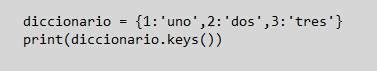 diccionario = {1:'uno',2:'dos',3:'tres'}
print(diccionario.keys())